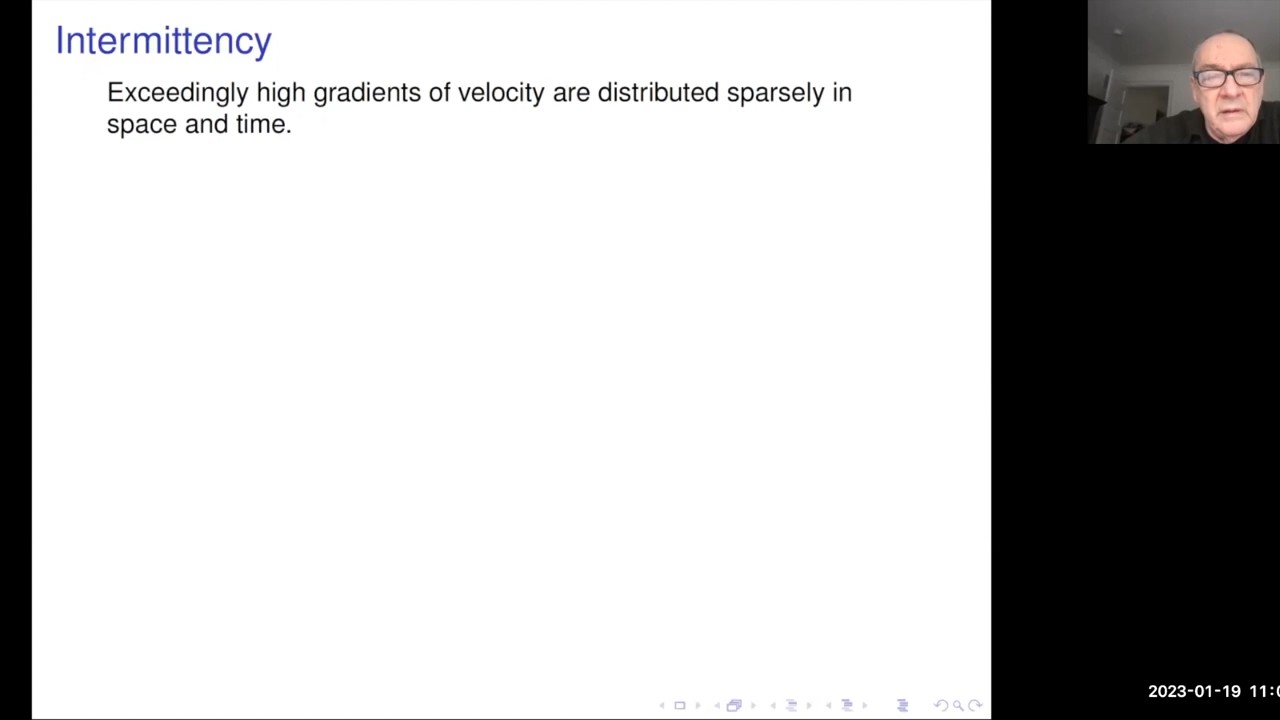 Intermittency
Exceedingly high gradients of velocity are distributed sparsely in
space and time.
2023-01-19 11:0